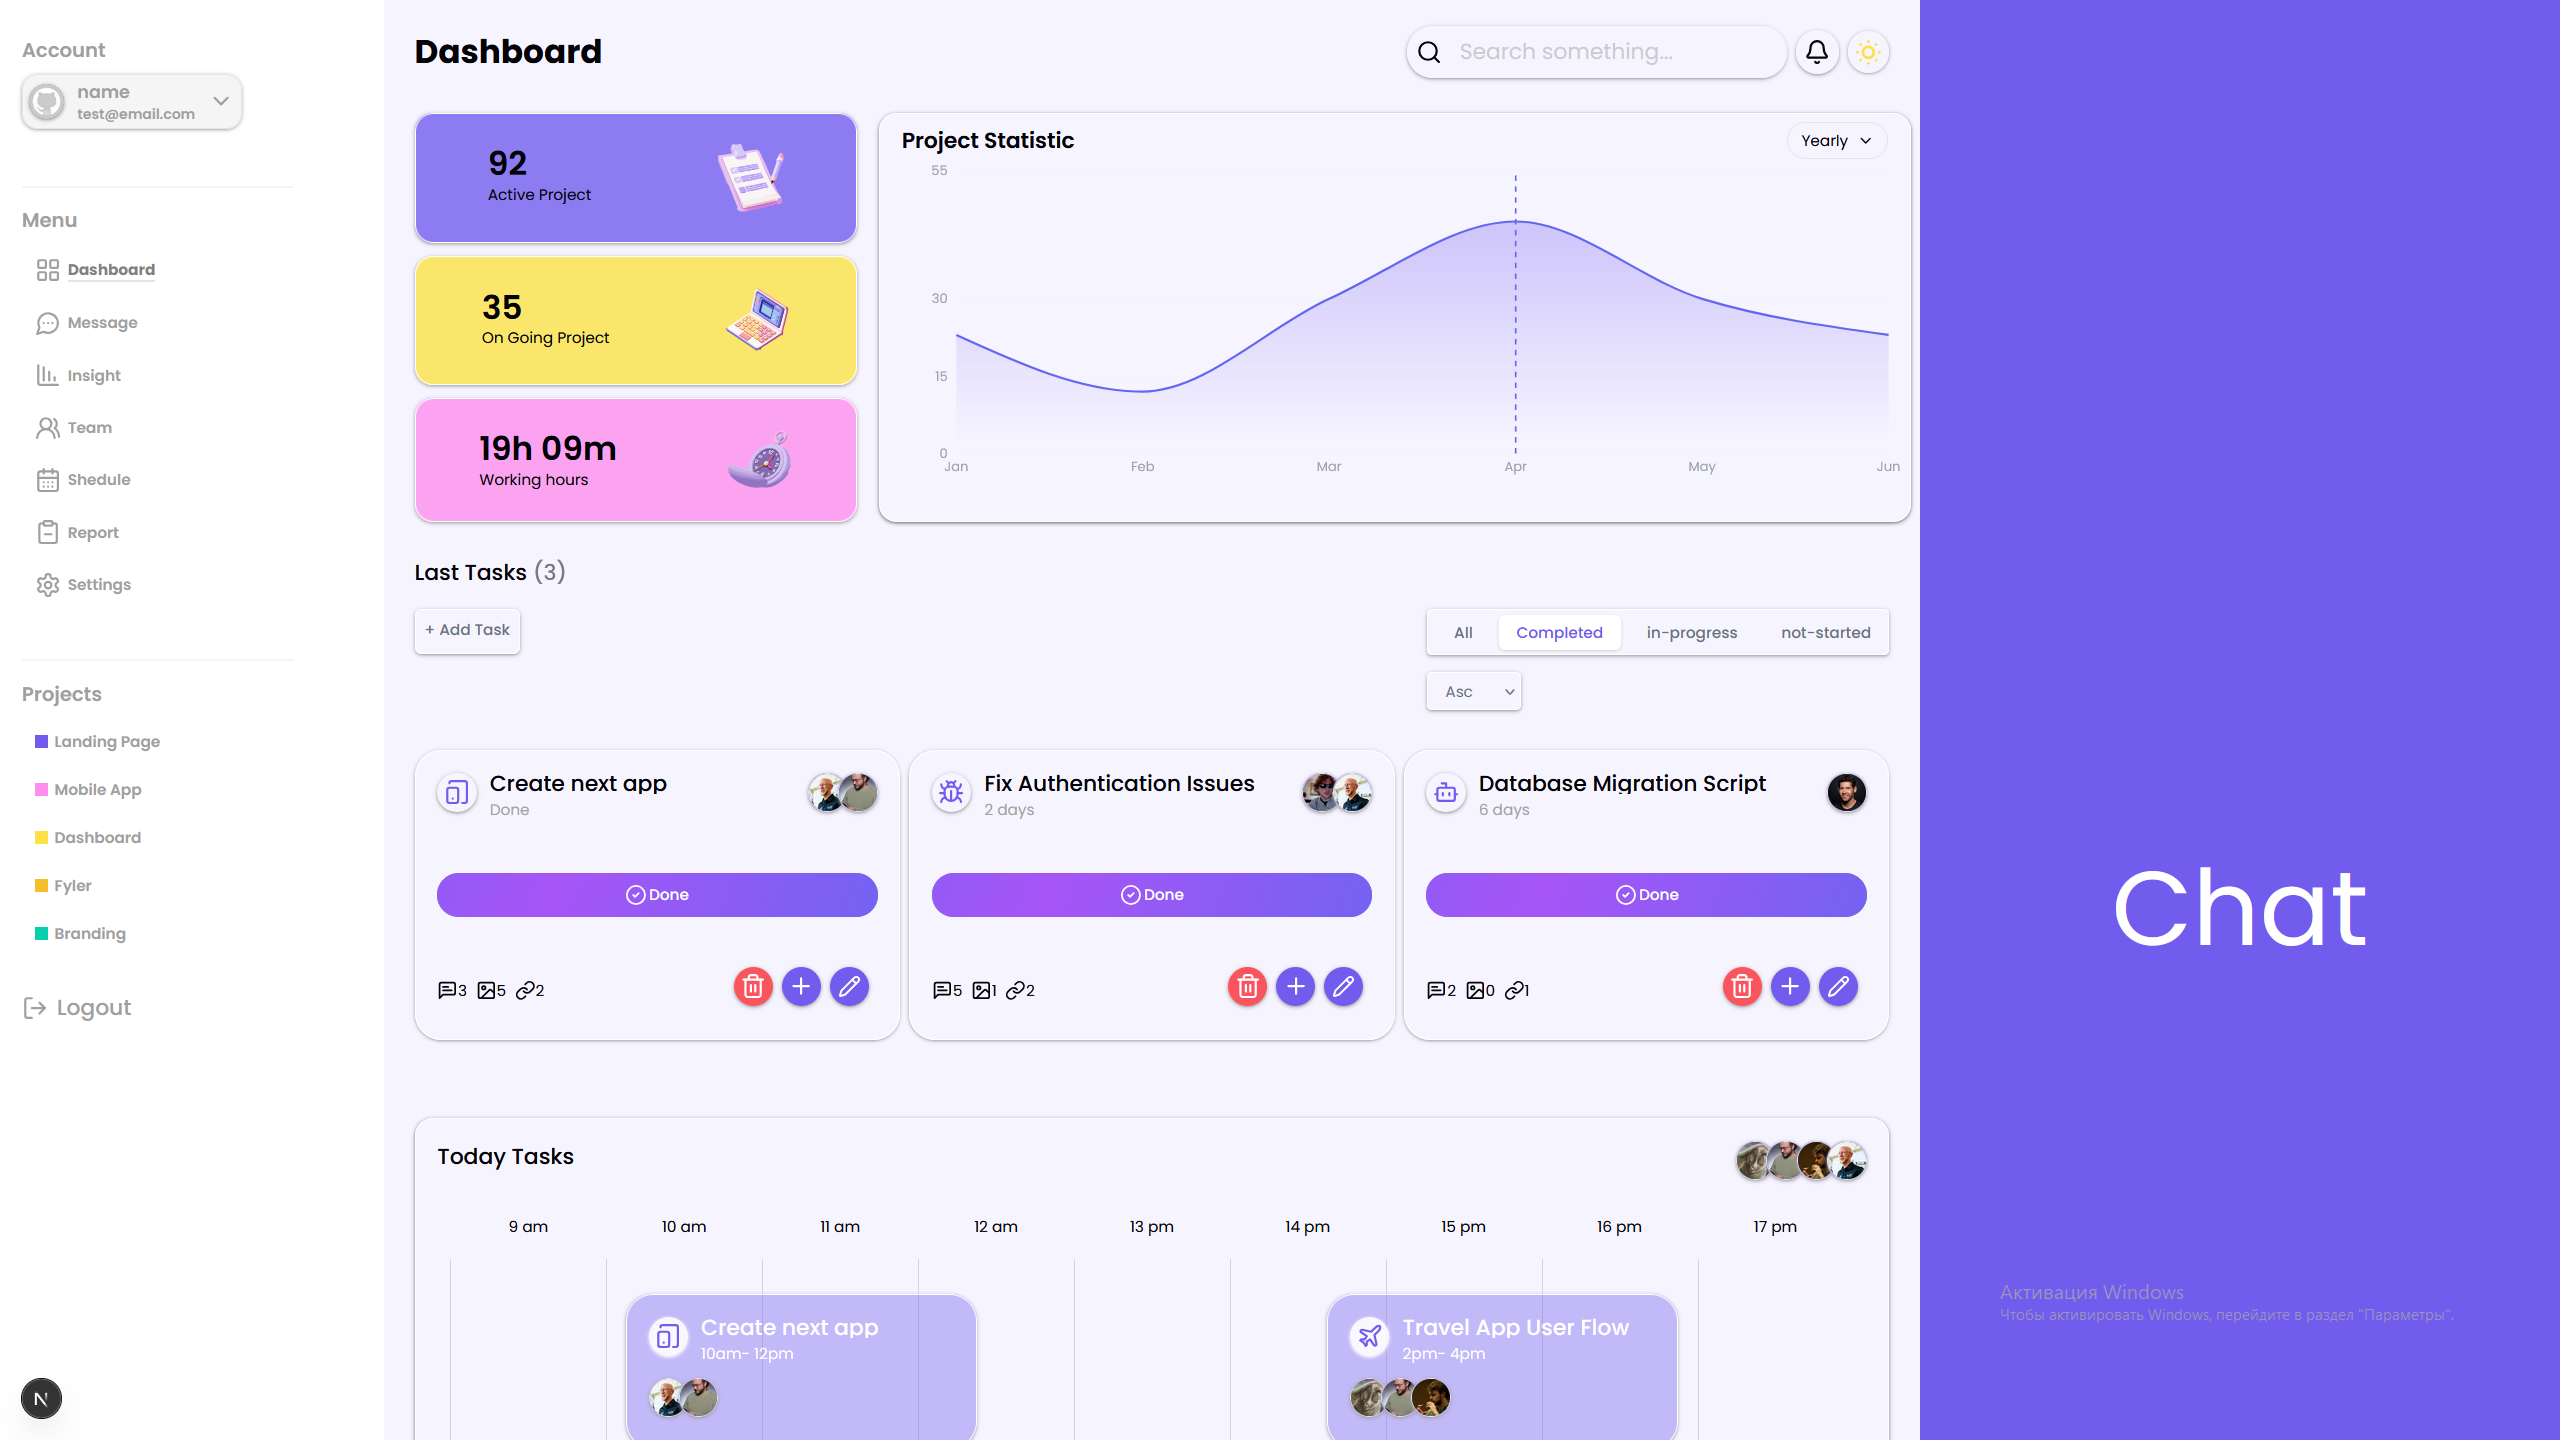 Account
name
test@email.com
Menu
Dashboard
Message
Insight
Team
Shedule
Report
Settings
Projects
Landing Page
Mobile App
Dashboard
Fyler
Branding
Logout
N
Dashboard
Search something...
92
Active Project
35
On Going Project
19h 09m
Working hours
Project Statistic
Yearly
55
30
15
0
Jan Feb Mar Apr May Jun
Last Tasks (3)
+ Add Task
All Completed in-progress not-started
Asc
Create next app
Done
Done
3 5 2
Fix Authentication Issues
2 days
Done
5 1 2
Database Migration Script
6 days
Done
2 0 1
Today Tasks
9 am 10 am 11 am 12 am 13 pm 14 pm 15 pm 16 pm 17 pm
Create next app
10am- 12pm
Travel App User Flow
2pm- 4pm
Chat
Активация Windows
Чтобы активировать Windows, перейдите в раздел "Параметры".